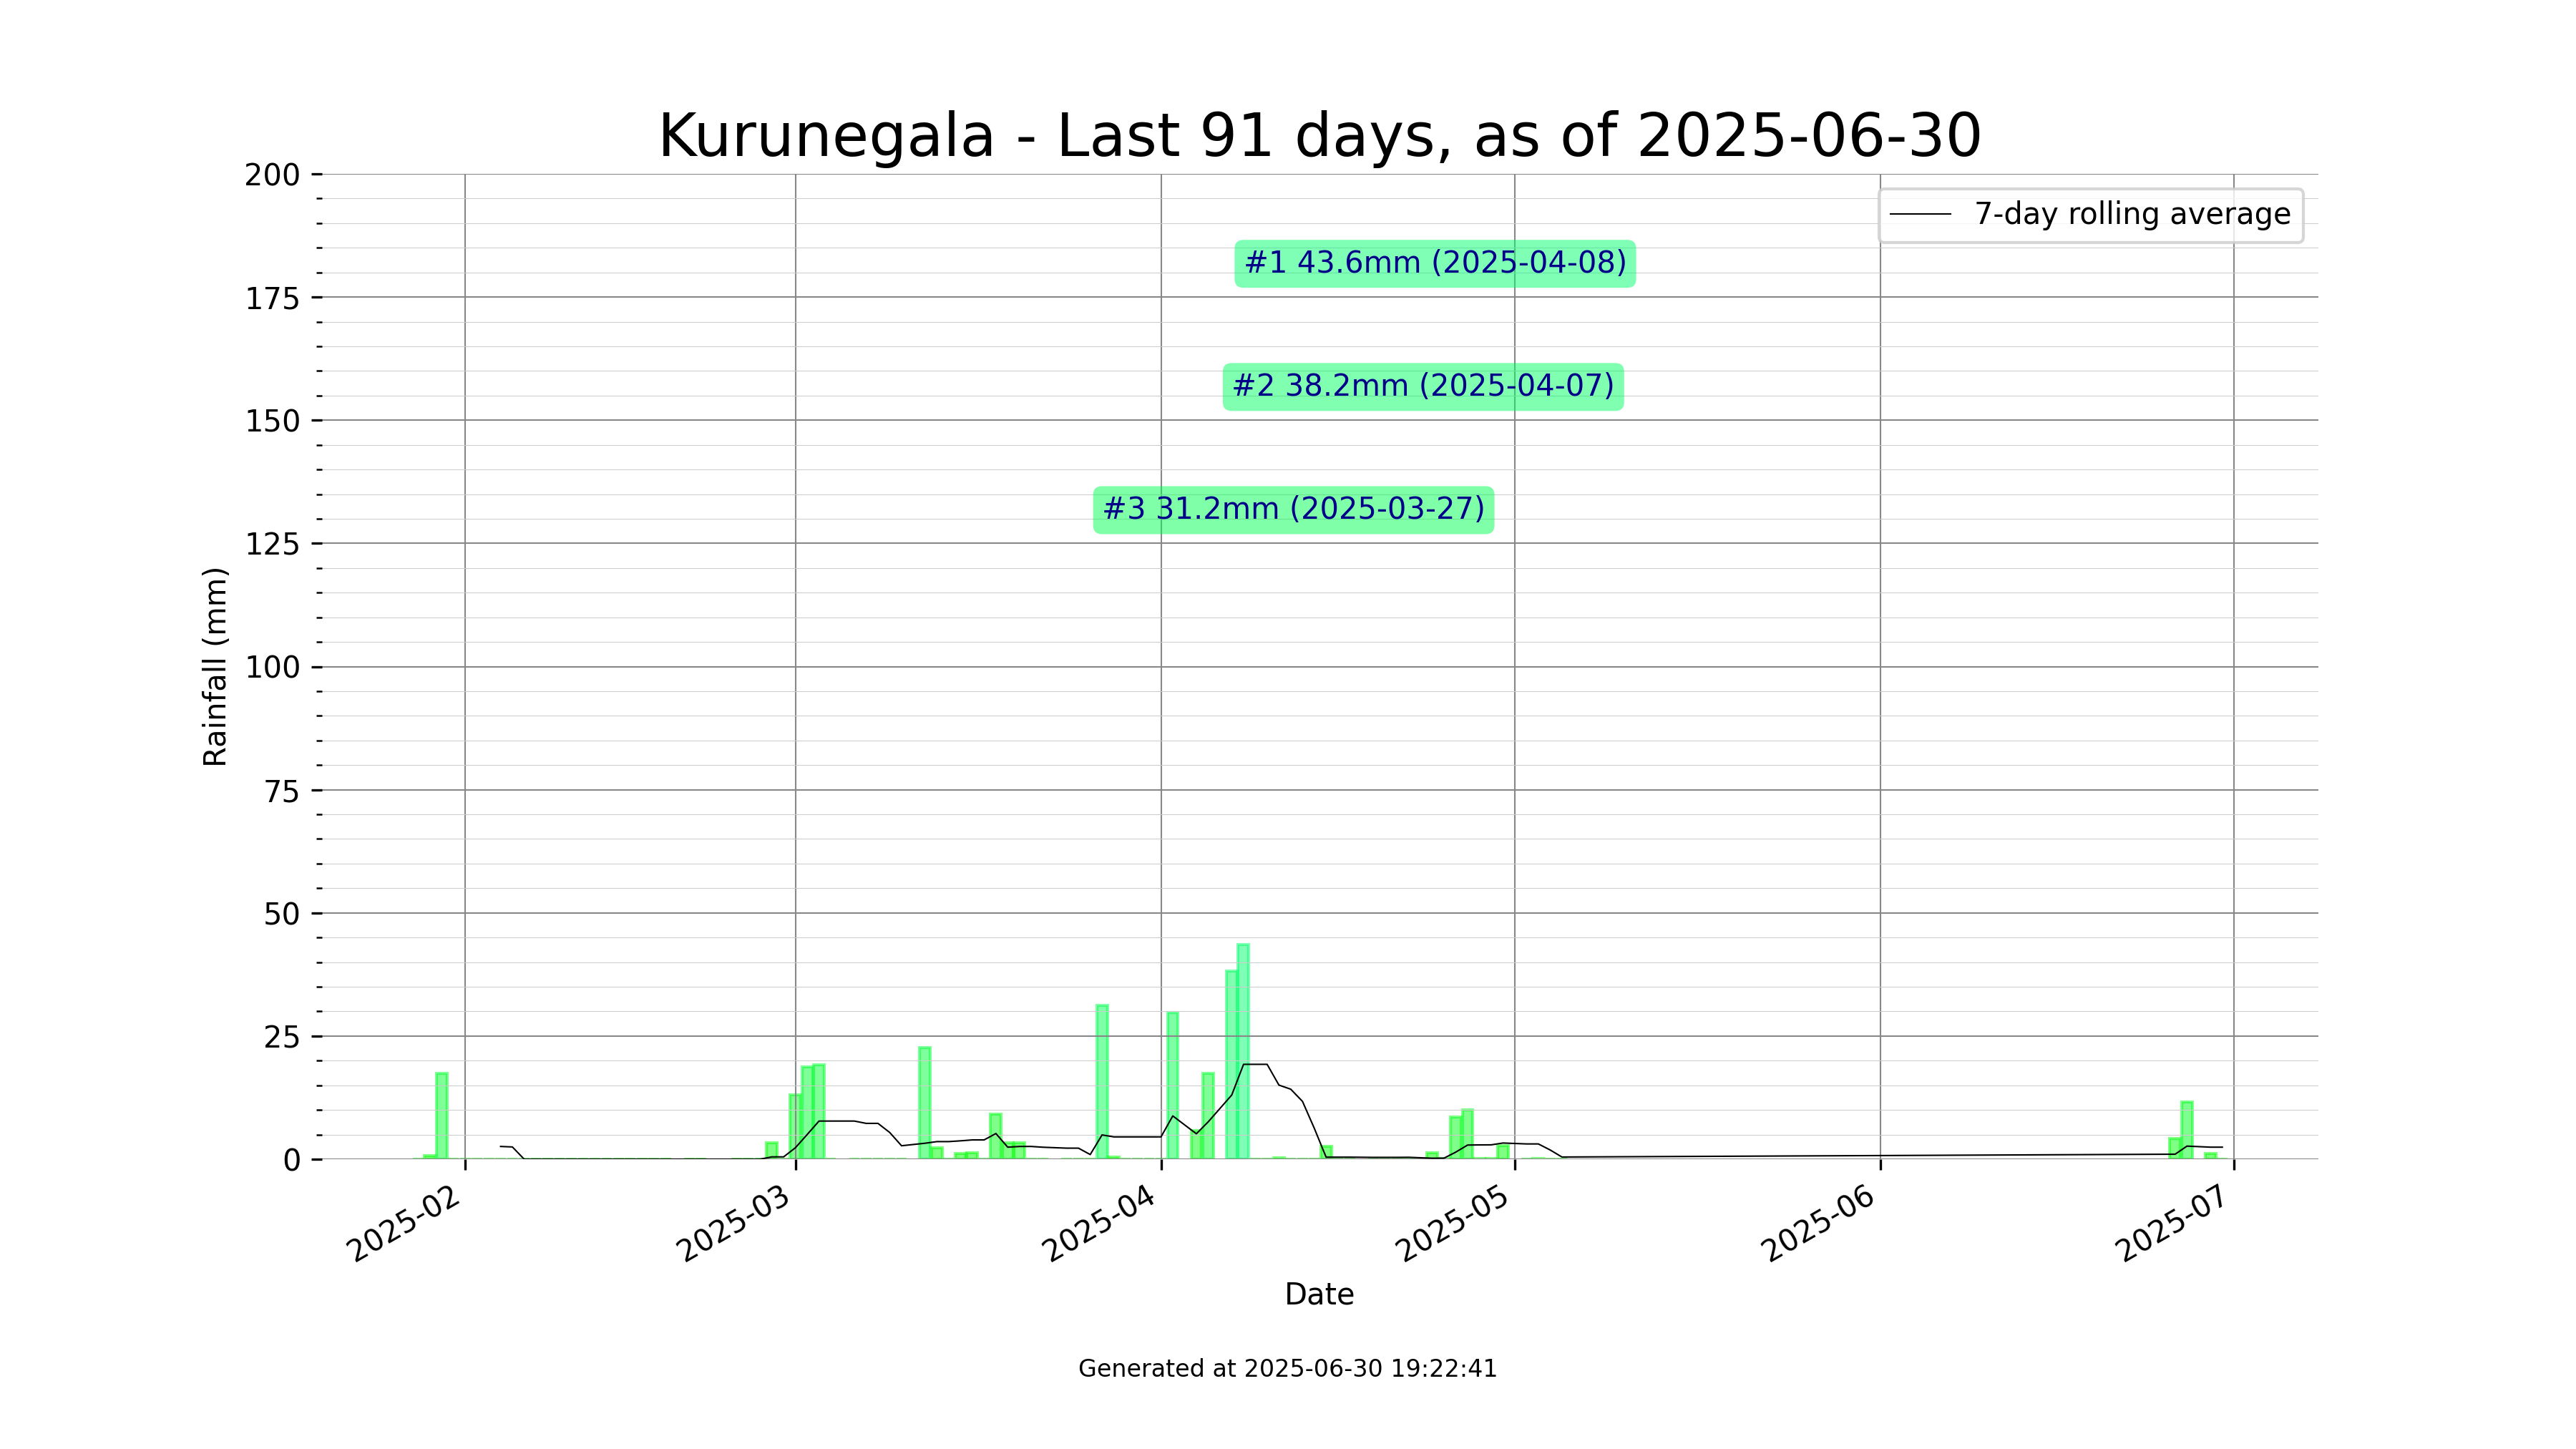 Kurunegala - Last 91 days, as of 2025-06-30
200
175
150
125
100
75
50
25
0
Rainfall (mm)
7-day rolling average
#1 43.6mm (2025-04-08)
#2 38.2mm (2025-04-07)
#3 31.2mm (2025-03-27)
2025-02
2025-03
2025-04
2025-05
2025-06
2025-07
Date
Generated at 2025-06-30 19:22:41